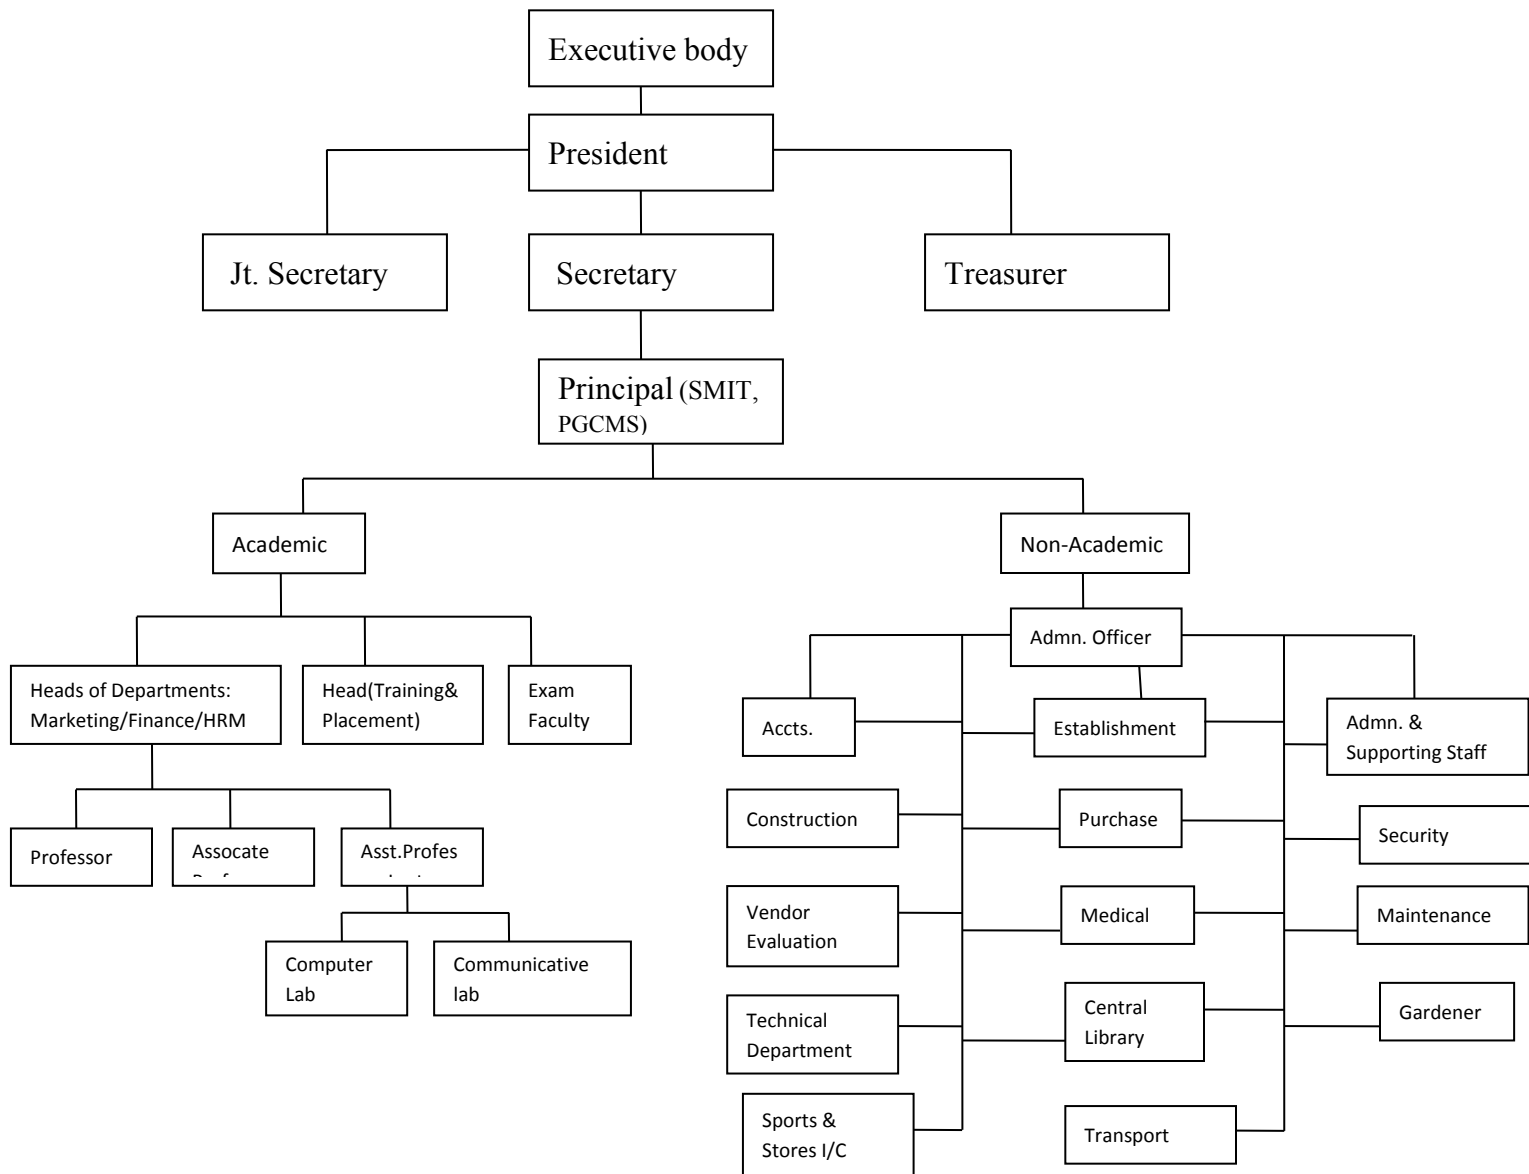 Executive body
President
Jt. Secretary
Secretary
Treasurer
Principal (SMIT,
PGCMS)
Academic
Non-Academic
Admn. Officer
Heads of Departments:
Marketing/Finance/HRM
Head(Training&
Placement)
Exam
Faculty
Accts.
Establishment
Admn. &
Supporting Staff
Professor
Assocate
Asst.Profes
Construction
Purchase
Security
Computer
Lab
Communicative
lab
Vendor
Evaluation
Medical
Maintenance
Technical
Department
Central
Library
Gardener
Sports &
Stores I/C
Transport